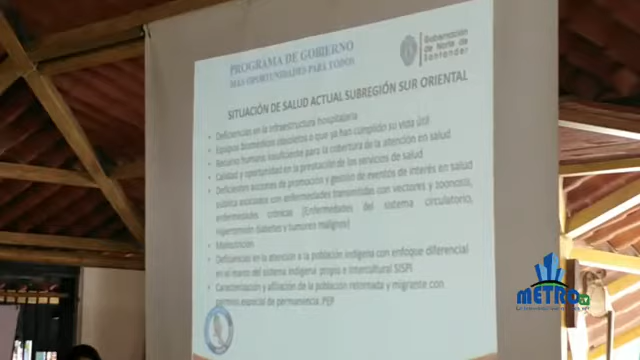 PROGRAMA DE GOBIERNO
MÁS OPORTUNIDADES PARA TODOS
Gobernación
de Norte de
Santander
SITUACIÓN DE SALUD ACTUAL SUBREGIÓN SUR ORIENTAL
• Deficiencias en la infraestructura hospitalaria
• Equipos biomédicos obsoletos o que ya han cumplido su vida útil
• Recurso humano insuficiente para la cobertura de la atención en salud
• Calidad y oportunidad en la prestación de los servicios de salud
• Deficientes acciones de promoción y gestión de eventos de interés en salud
pública asociados con enfermedades transmitidas con vectores y zoonosis,
enfermedades crónicas (Enfermedades del sistema circulatorio,
Hipertensión Diabetes y tumores malignos)
• Malnutrición
• Deficiencias en la atención a la población indígena con enfoque diferencial
en el marco del sistema indígena propio e intercultural SISPI
• Caracterización y afiliación de la población retornada y migrante con
permiso especial de permanencia. PEP
METRO